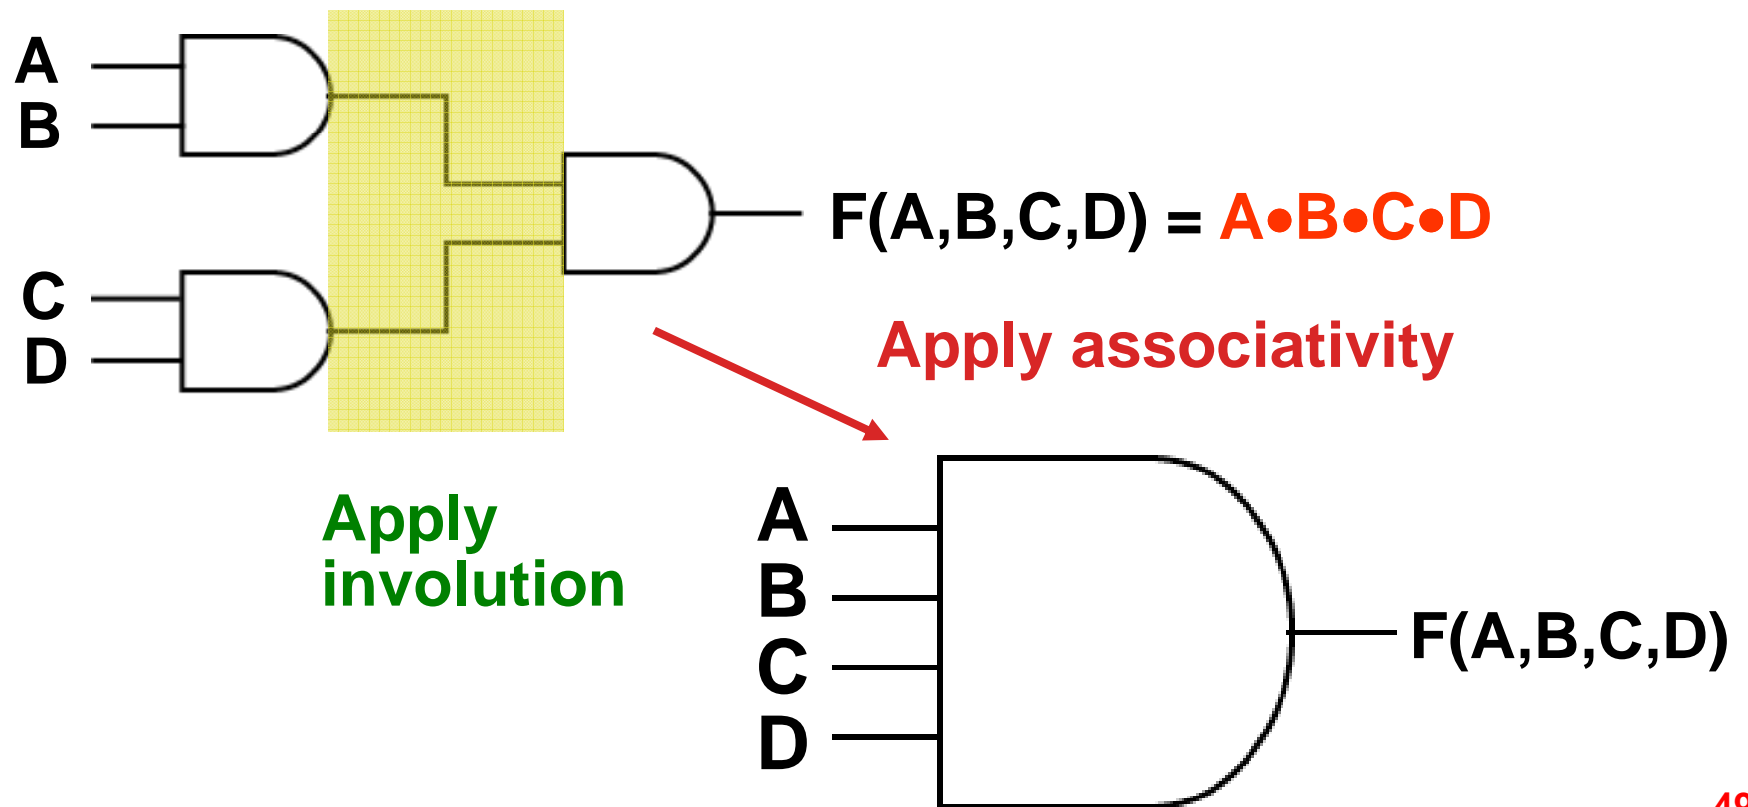 A
B
F(A,B,C,D) = A•B•C•D
C
D
Apply associativity
Apply
involution
A
B
C
D
F(A,B,C,D)